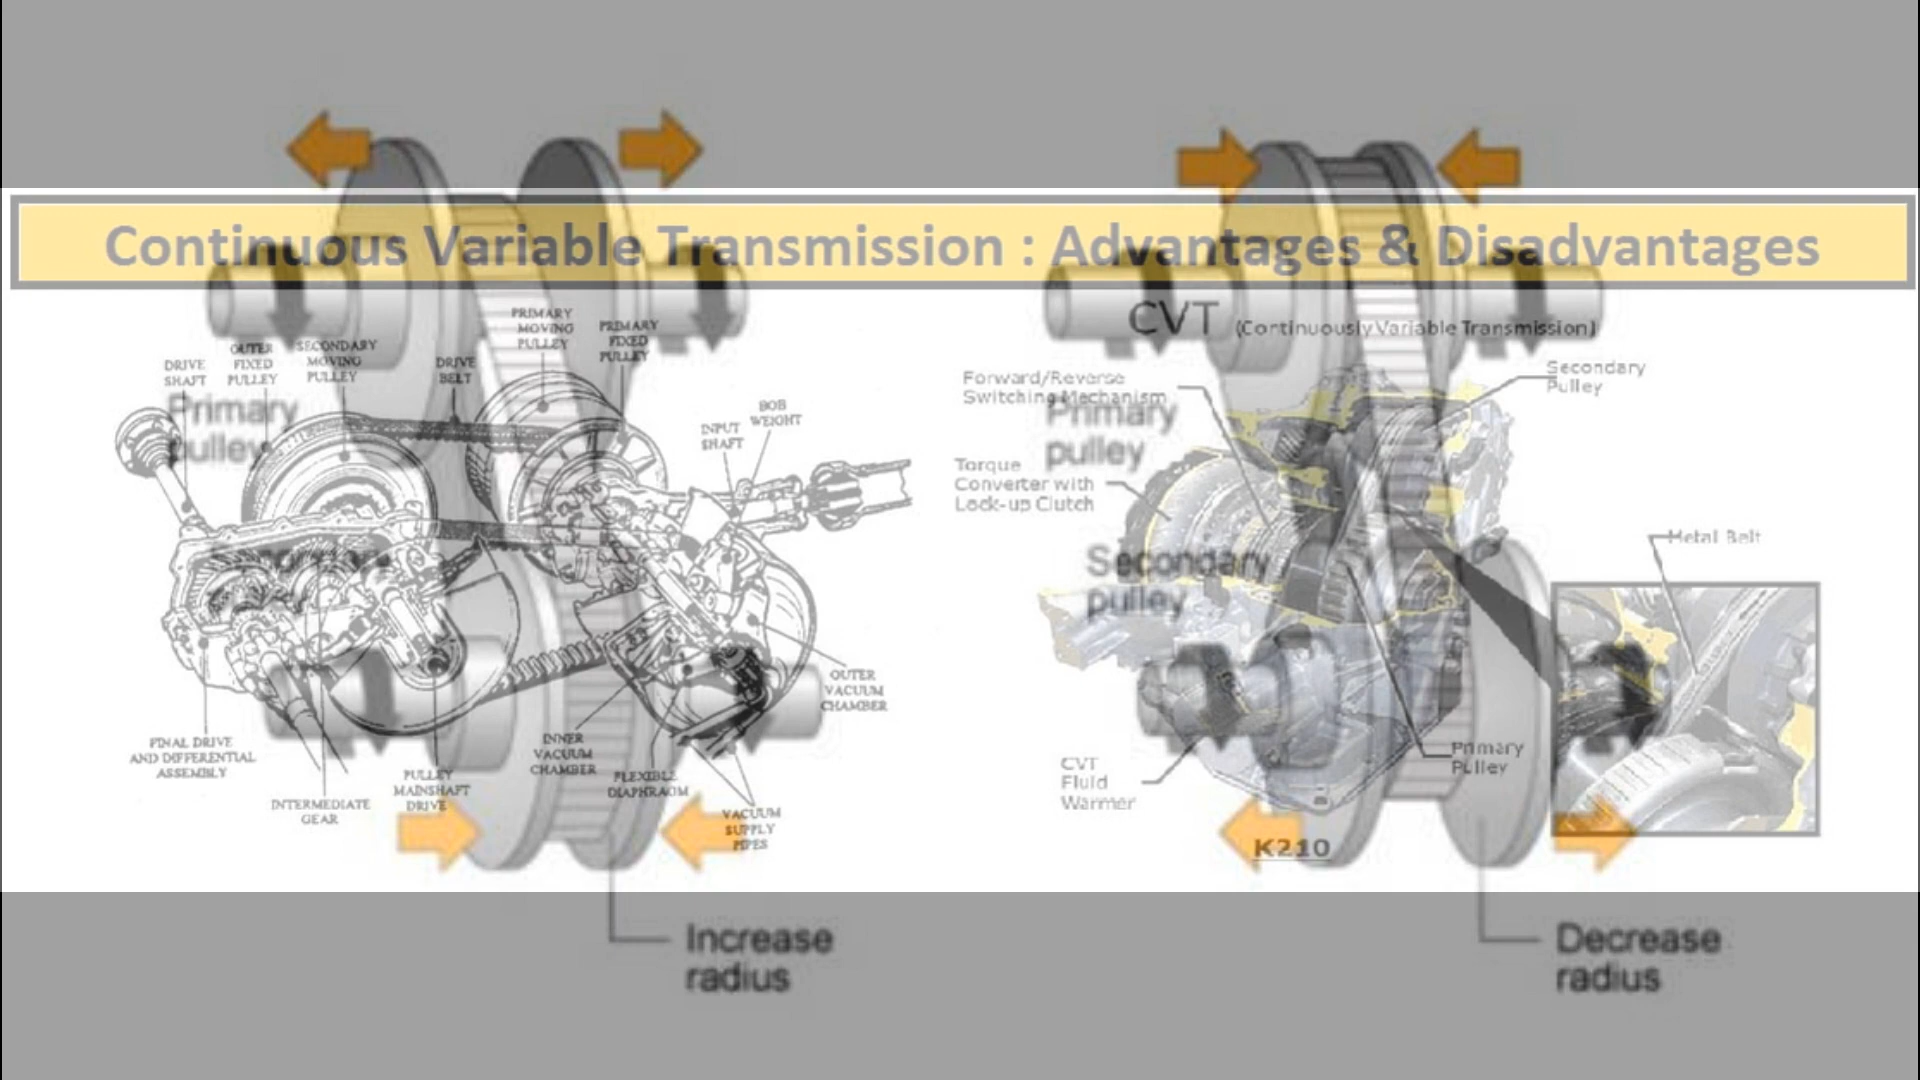 Continuous Variable Transmission : Advantages & Disadvantages
PRIMARY
MOVING
PULLEY
PRIMARY
FIXED
PULLEY
DRIVE
SHAFT
OUTER
FIXED
PULLEY
SECONDARY
MOVING
PULLEY
DRIVE
BELT
Primary
pulley
BOB
WEIGHT
INPUT
SHAFT
OUTER
VACUUM
CHAMBER
FINAL DRIVE
AND DIFFERENTIAL
ASSEMBLY
INTERMEDIATE
GEAR
PULLEY
MAINSHAFT
DRIVE
INNER
VACUUM
CHAMBER
FLEXIBLE
DIAPHRAGM
VACUUM
SUPPLY
PIPES
Increase
radius
CVT (Continuously Variable Transmission)
Forward/Reverse
Switching Mechanism
Secondary
Pulley
Primary
pulley
Torque
Converter with
Lock-up Clutch
Metal Belt
Secondary
pulley
Primary
Pulley
CVT
Fluid
Warmer
K210
Decrease
radius